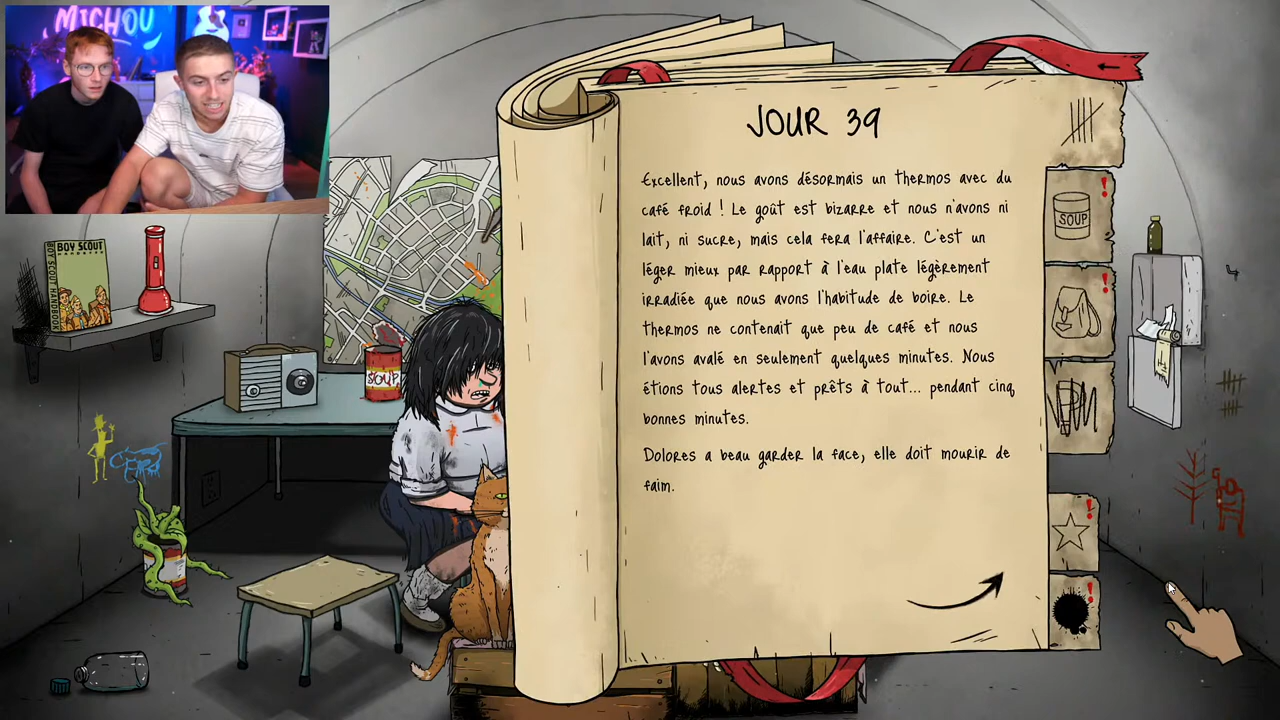 MICHOU
JOUR 39
Excellent, nous avons désormais un thermos avec du
café froid ! Le goût est bizarre et nous n'avons ni
lait, ni sucre, mais cela fera l'affaire. C'est un
léger mieux par rapport à l'eau plate légèrement
irradiée que nous avons l'habitude de boire. Le
thermos ne contenait que peu de café et nous
l'avons avalé en seulement quelques minutes. Nous
étions tous alertes et prêts à tout... pendant cinq
bonnes minutes.
Dolores a beau garder la face, elle doit mourir de
faim.
SOUP
BOY SCOUT
HANDBOOK
BOY SCOUT HANDBOOK
SOUP